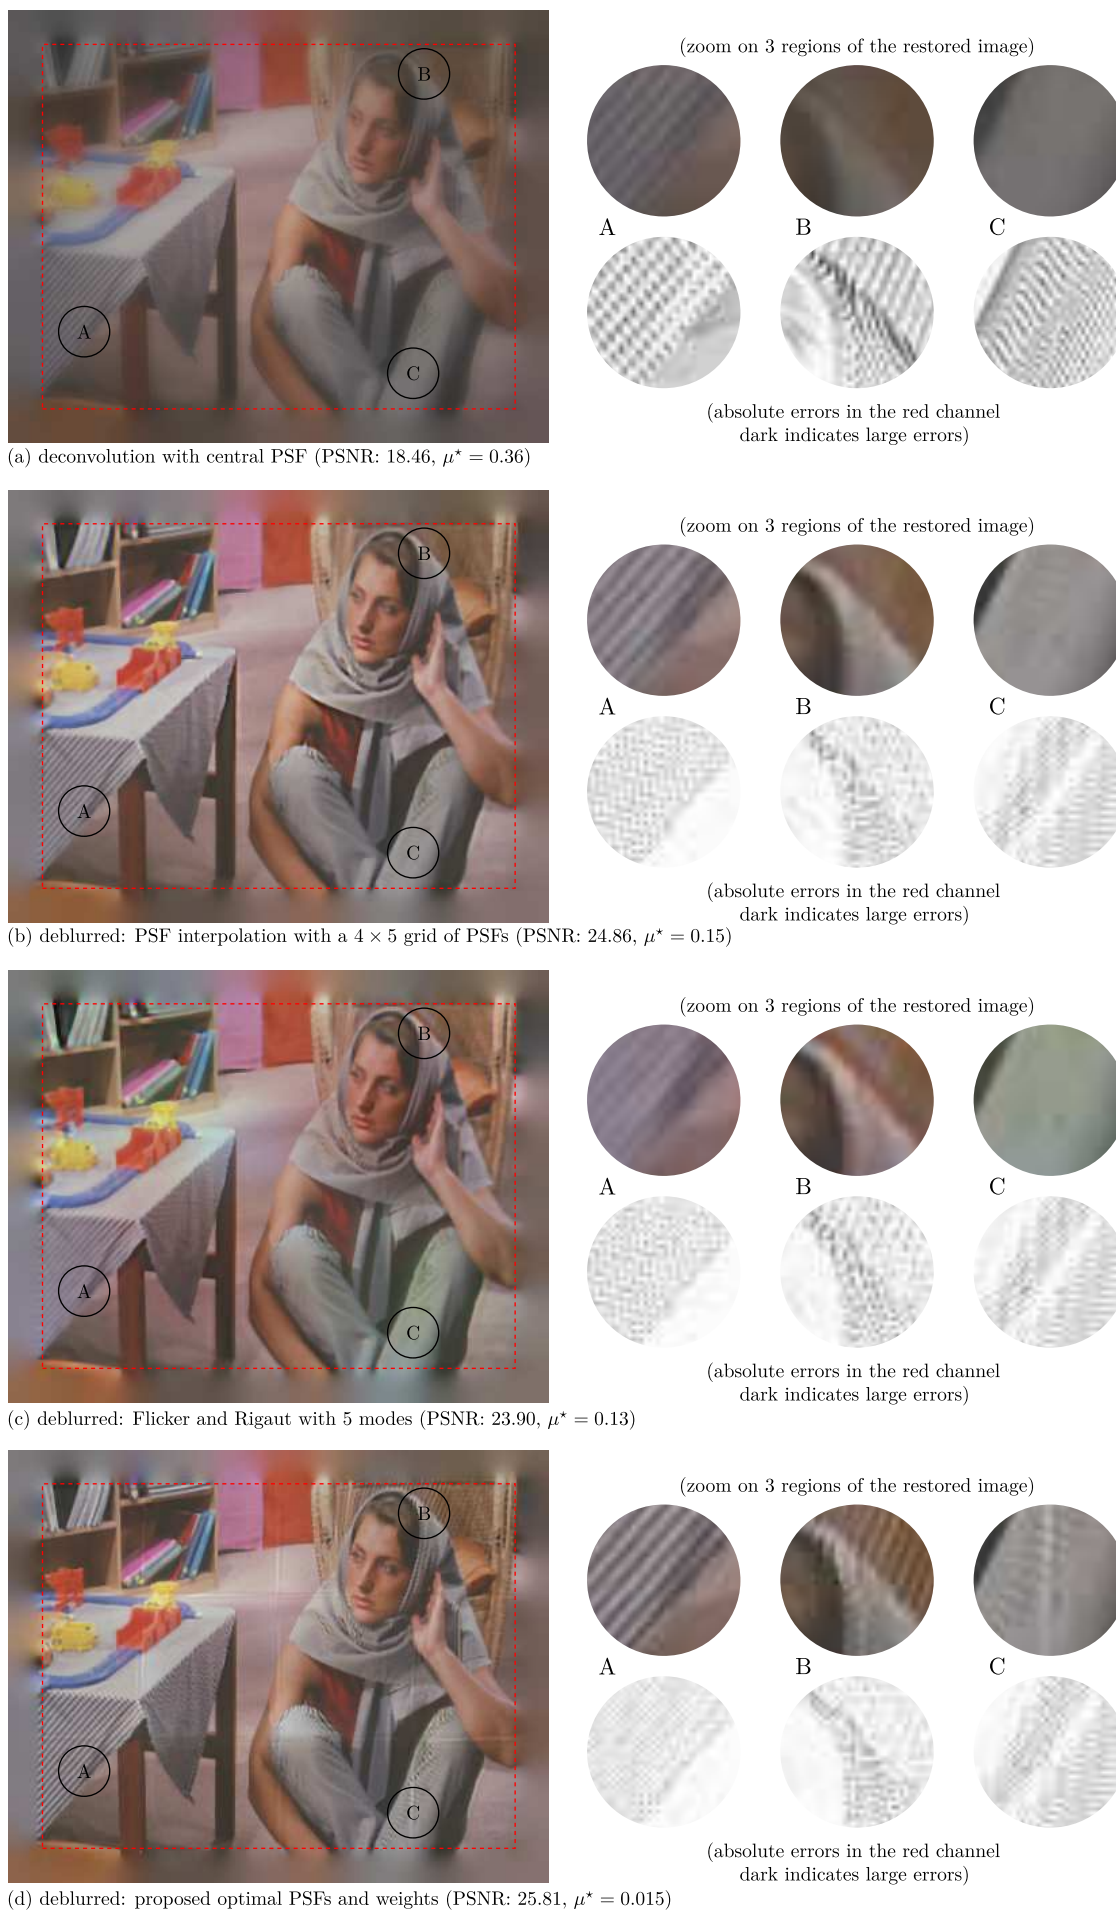 (zoom on 3 regions of the restored image)
B
A
C
A
B
C
(absolute errors in the red channel
dark indicates large errors)
(a) deconvolution with central PSF (PSNR: 18.46, μ⋆ = 0.36)
(zoom on 3 regions of the restored image)
B
A
C
A
B
C
(absolute errors in the red channel
dark indicates large errors)
(b) deblurred: PSF interpolation with a 4 × 5 grid of PSFs (PSNR: 24.86, μ⋆ = 0.15)
(zoom on 3 regions of the restored image)
B
A
C
A
B
C
(absolute errors in the red channel
dark indicates large errors)
(c) deblurred: Flicker and Rigaut with 5 modes (PSNR: 23.90, μ⋆ = 0.13)
(zoom on 3 regions of the restored image)
B
A
C
A
B
C
(absolute errors in the red channel
dark indicates large errors)
(d) deblurred: proposed optimal PSFs and weights (PSNR: 25.81, μ⋆ = 0.015)